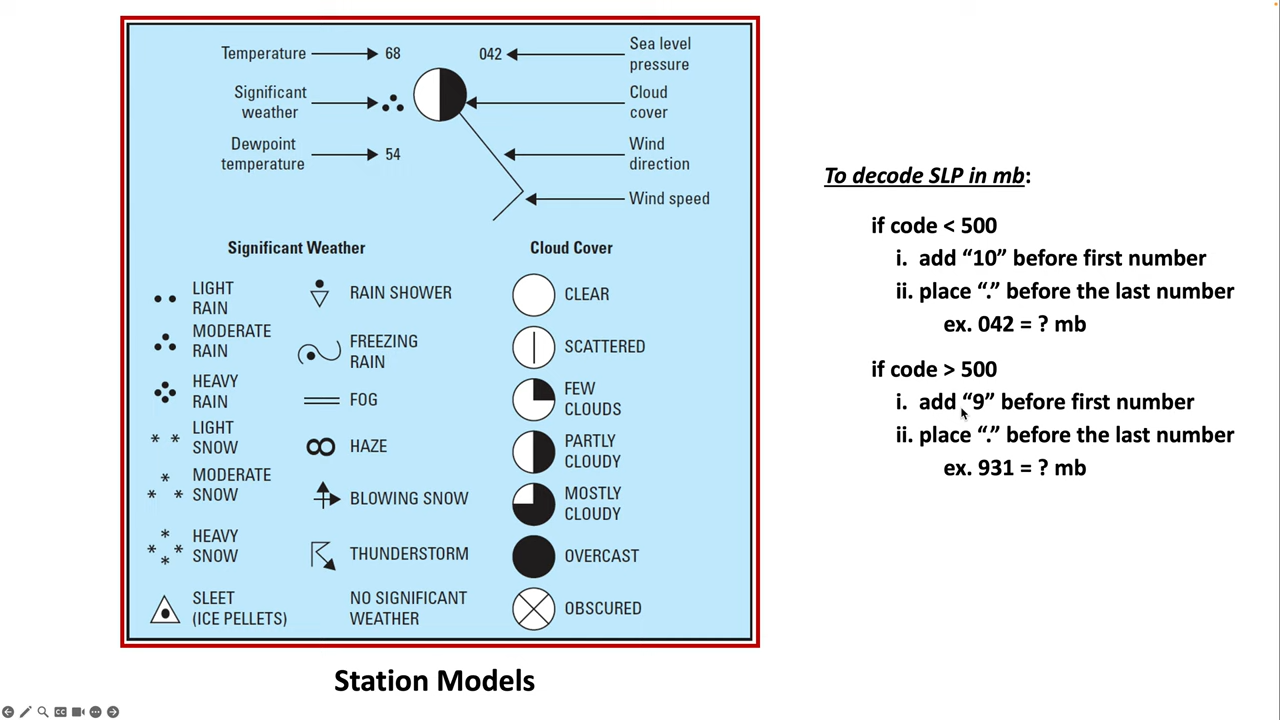 Temperature
68
042
Sea level
pressure
Significant
weather
Cloud
cover
Dewpoint
temperature
54
Wind
direction
Wind speed
Significant Weather
Cloud Cover
LIGHT
RAIN
RAIN SHOWER
CLEAR
MODERATE
RAIN
FREEZING
RAIN
SCATTERED
HEAVY
RAIN
FOG
FEW
CLOUDS
LIGHT
SNOW
HAZE
PARTLY
CLOUDY
MODERATE
SNOW
BLOWING SNOW
MOSTLY
CLOUDY
HEAVY
SNOW
THUNDERSTORM
OVERCAST
SLEET
(ICE PELLETS)
NO SIGNIFICANT
WEATHER
OBSCURED
Station Models
To decode SLP in mb:
if code < 500
i. add “10” before first number
ii. place “.” before the last number
ex. 042 = ? mb
if code > 500
i. add “9” before first number
ii. place “.” before the last number
ex. 931 = ? mb
CC